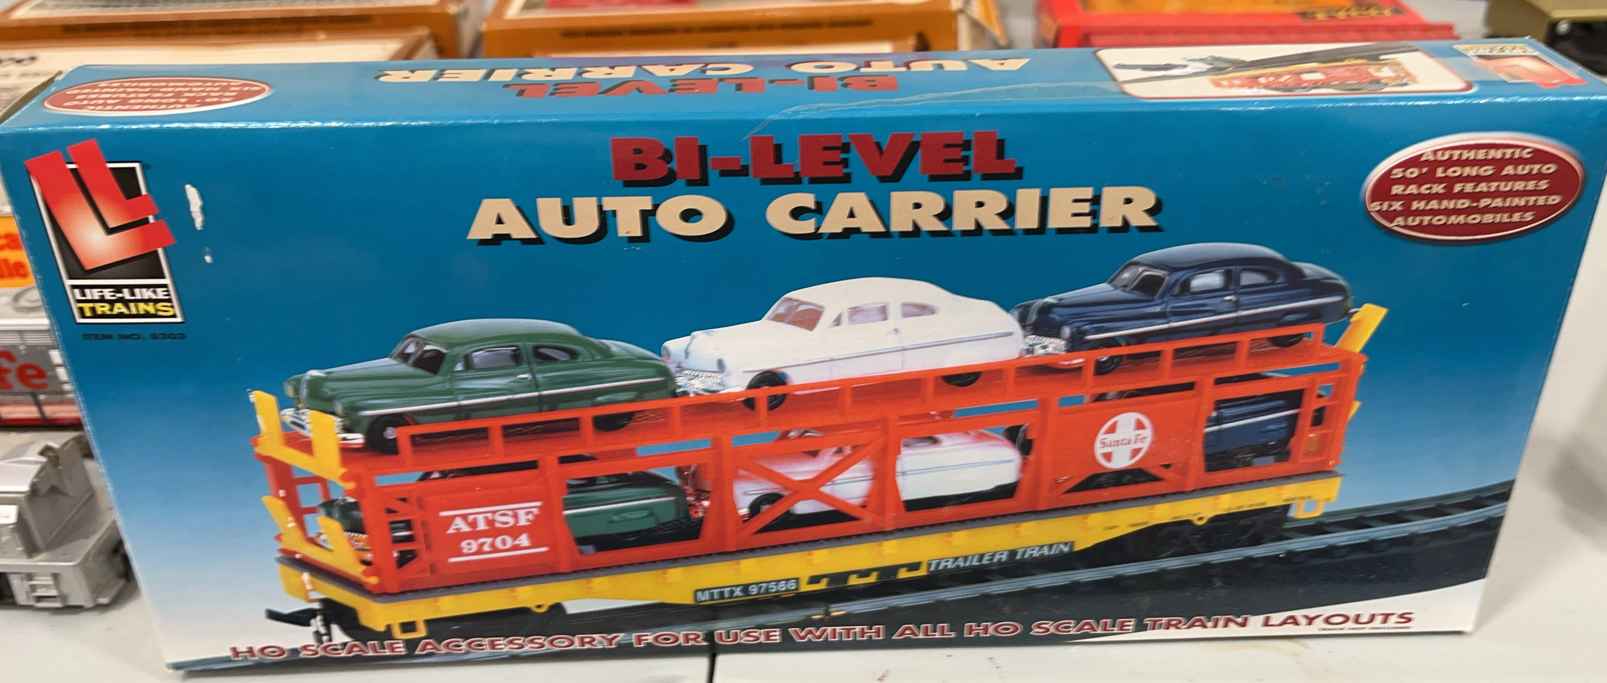 BI-LEVEL
AUTO CARRIER
BI-LEVEL
AUTO CARRIER
LIFE-LIKE
TRAINS
AUTHENTIC
50' LONG AUTO
RACK FEATURES
SIX HAND-PAINTED
AUTOMOBILES
Santa Fe
ATSF
9704
MTTX 97566
TRAILER TRAIN
HO SCALE ACCESSORY FOR USE WITH ALL HO SCALE TRAIN LAYOUTS
fe